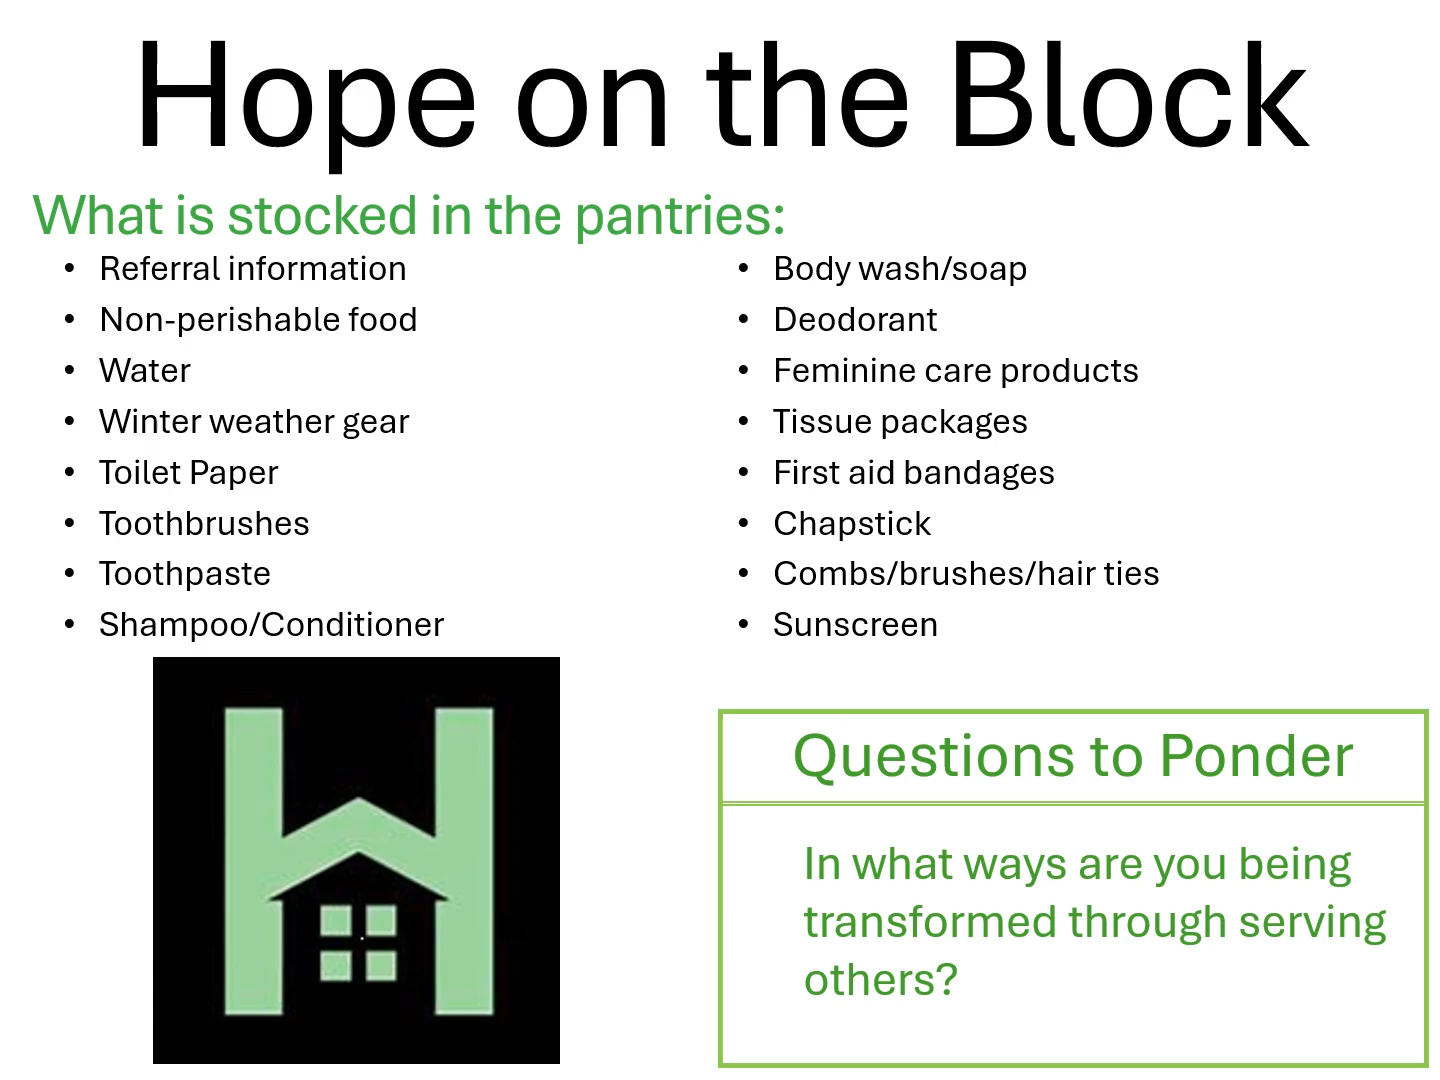 Hope on the Block
What is stocked in the pantries:
• Referral information
• Non-perishable food
• Water
• Winter weather gear
• Toilet Paper
• Toothbrushes
• Toothpaste
• Shampoo/Conditioner
• Body wash/soap
• Deodorant
• Feminine care products
• Tissue packages
• First aid bandages
• Chapstick
• Combs/brushes/hair ties
• Sunscreen
H
Questions to Ponder
In what ways are you being
transformed through serving
others?